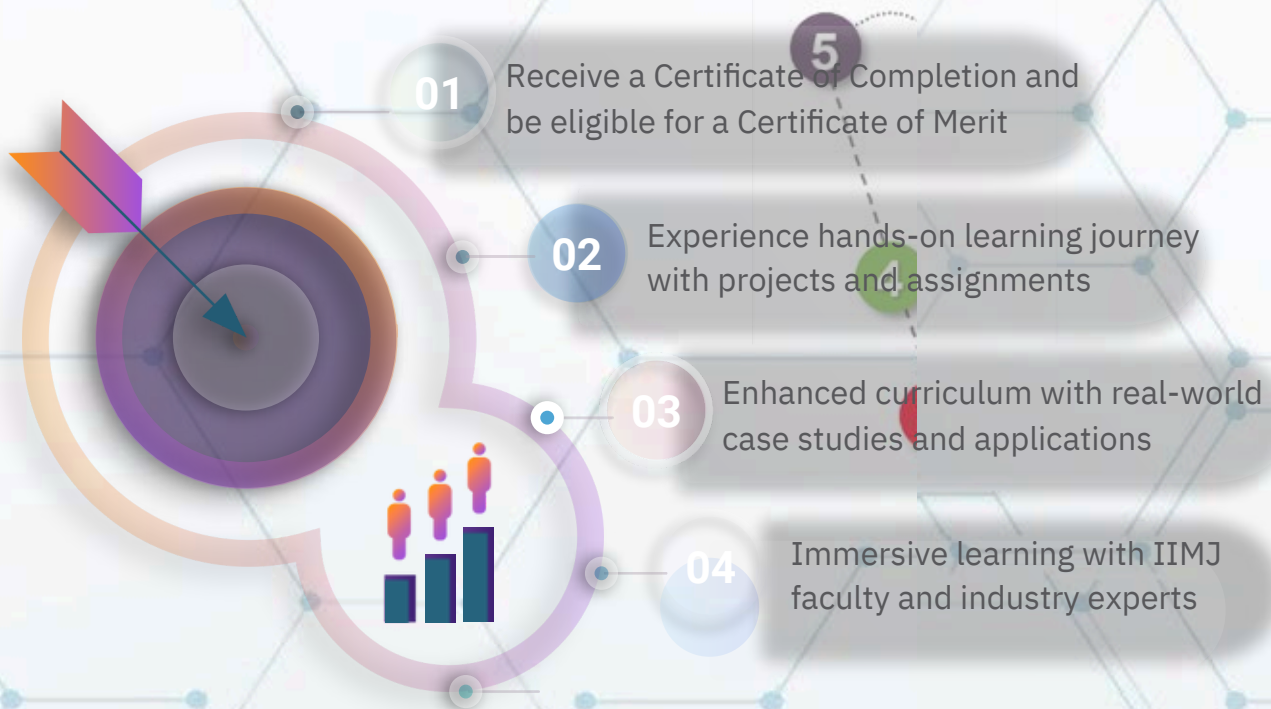 01
Receive a Certificate of Completion and
be eligible for a Certificate of Merit
5
02
Experience hands-on learning journey
with projects and assignments
4
03
Enhanced curriculum with real-world
case studies and applications
04
Immersive learning with IIMJ
faculty and industry experts